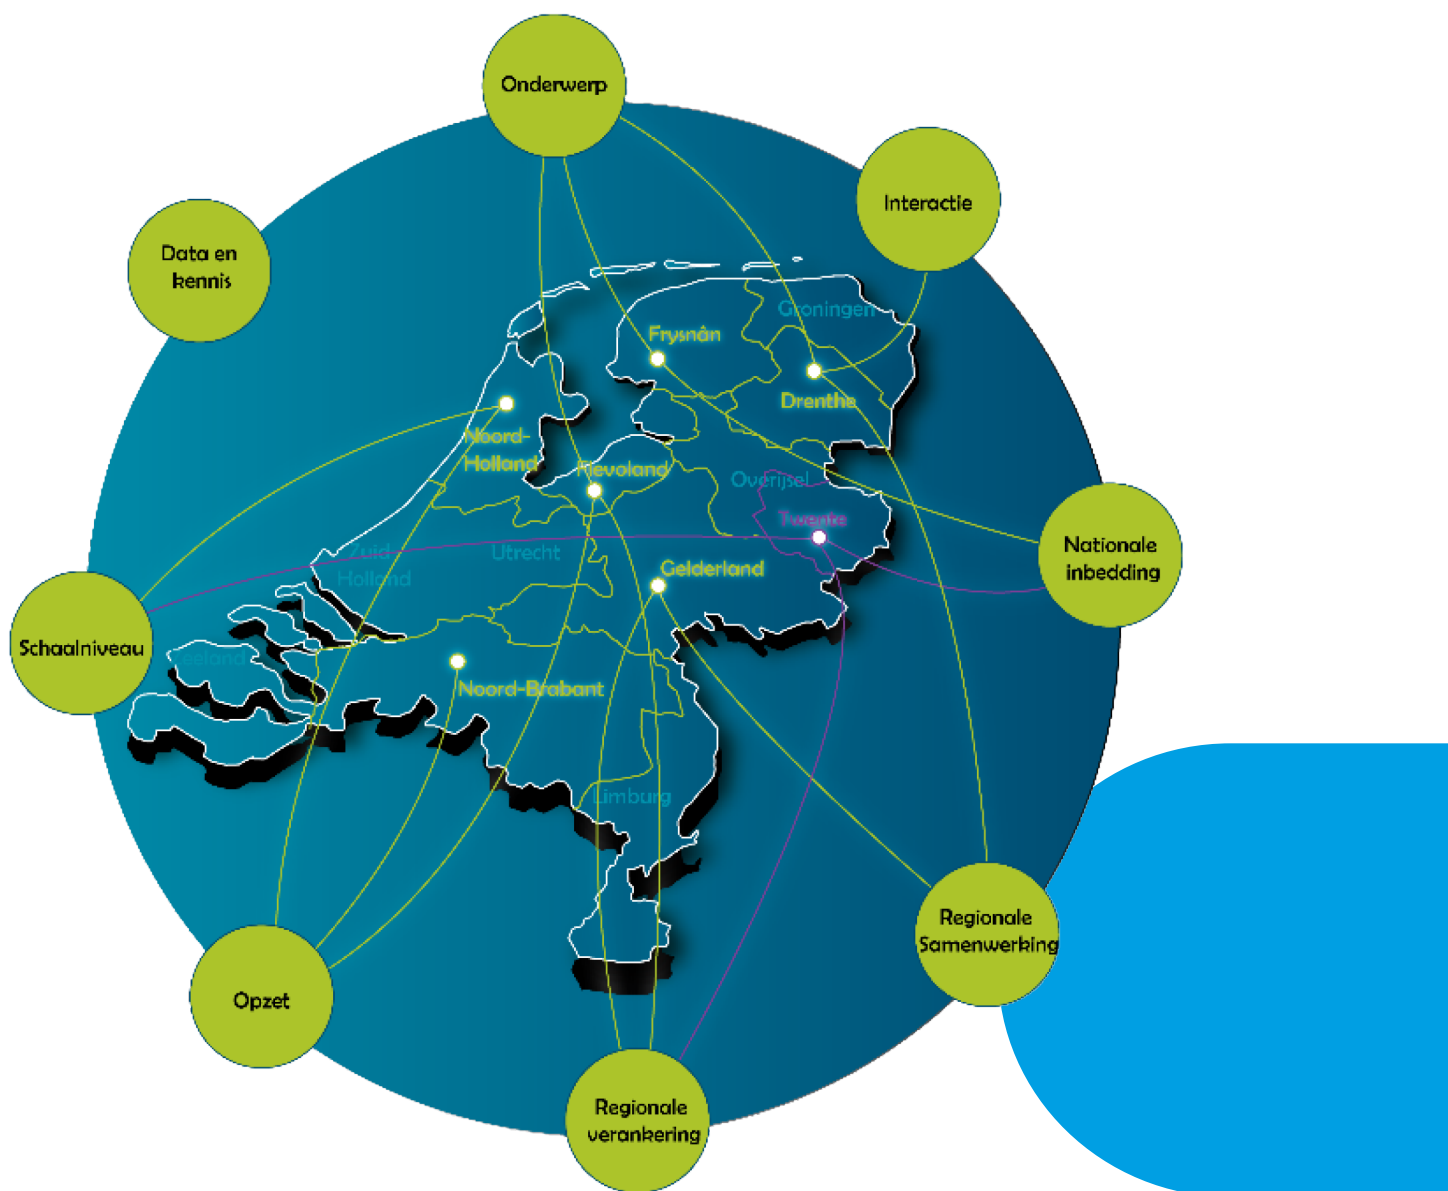 Onderwerp
Interactie
Data en
kennis
Groningen
Frysnân
Drenthe
Noord-
Holland
Flevoland
Overijsel
Twente
Nationale
inbedding
Zuid-
Holland
Utrecht
Gelderland
Schaalniveau
Zeeland
Noord-Brabant
Limburg
Regionale
Samenwerking
Opzet
Regionale
verankering